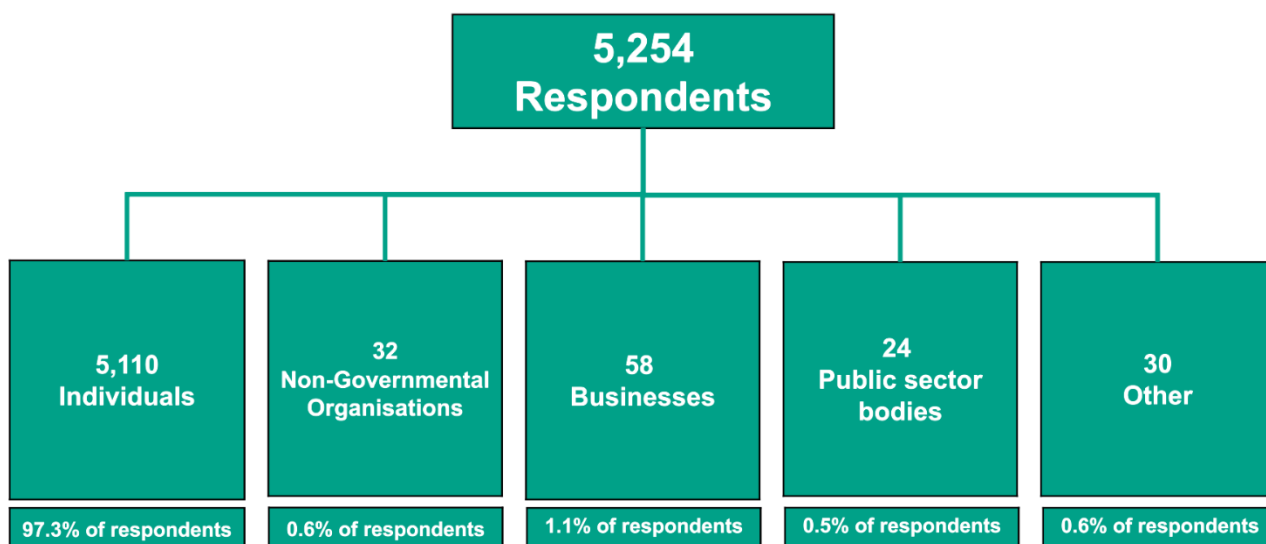 5,254
Respondents
5,110
Individuals
32
Non-Governmental
Organisations
58
Businesses
24
Public sector
bodies
30
Other
97.3% of respondents
0.6% of respondents
1.1% of respondents
0.5% of respondents
0.6% of respondents